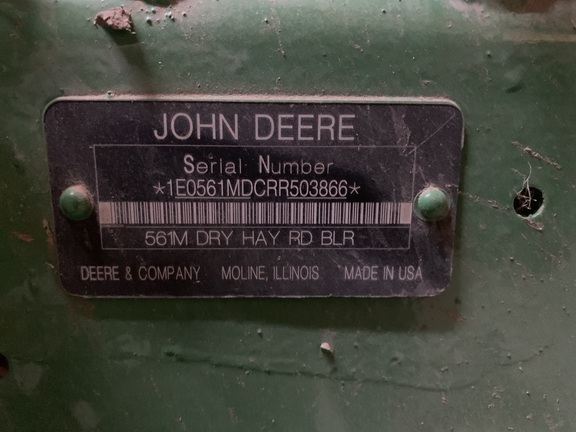 JOHN DEERE
Serial Number
*1E0561MDCRR503866*
561M DRY HAY RD BLR
DEERE & COMPANY MOLINE, ILLINOIS MADE IN USA